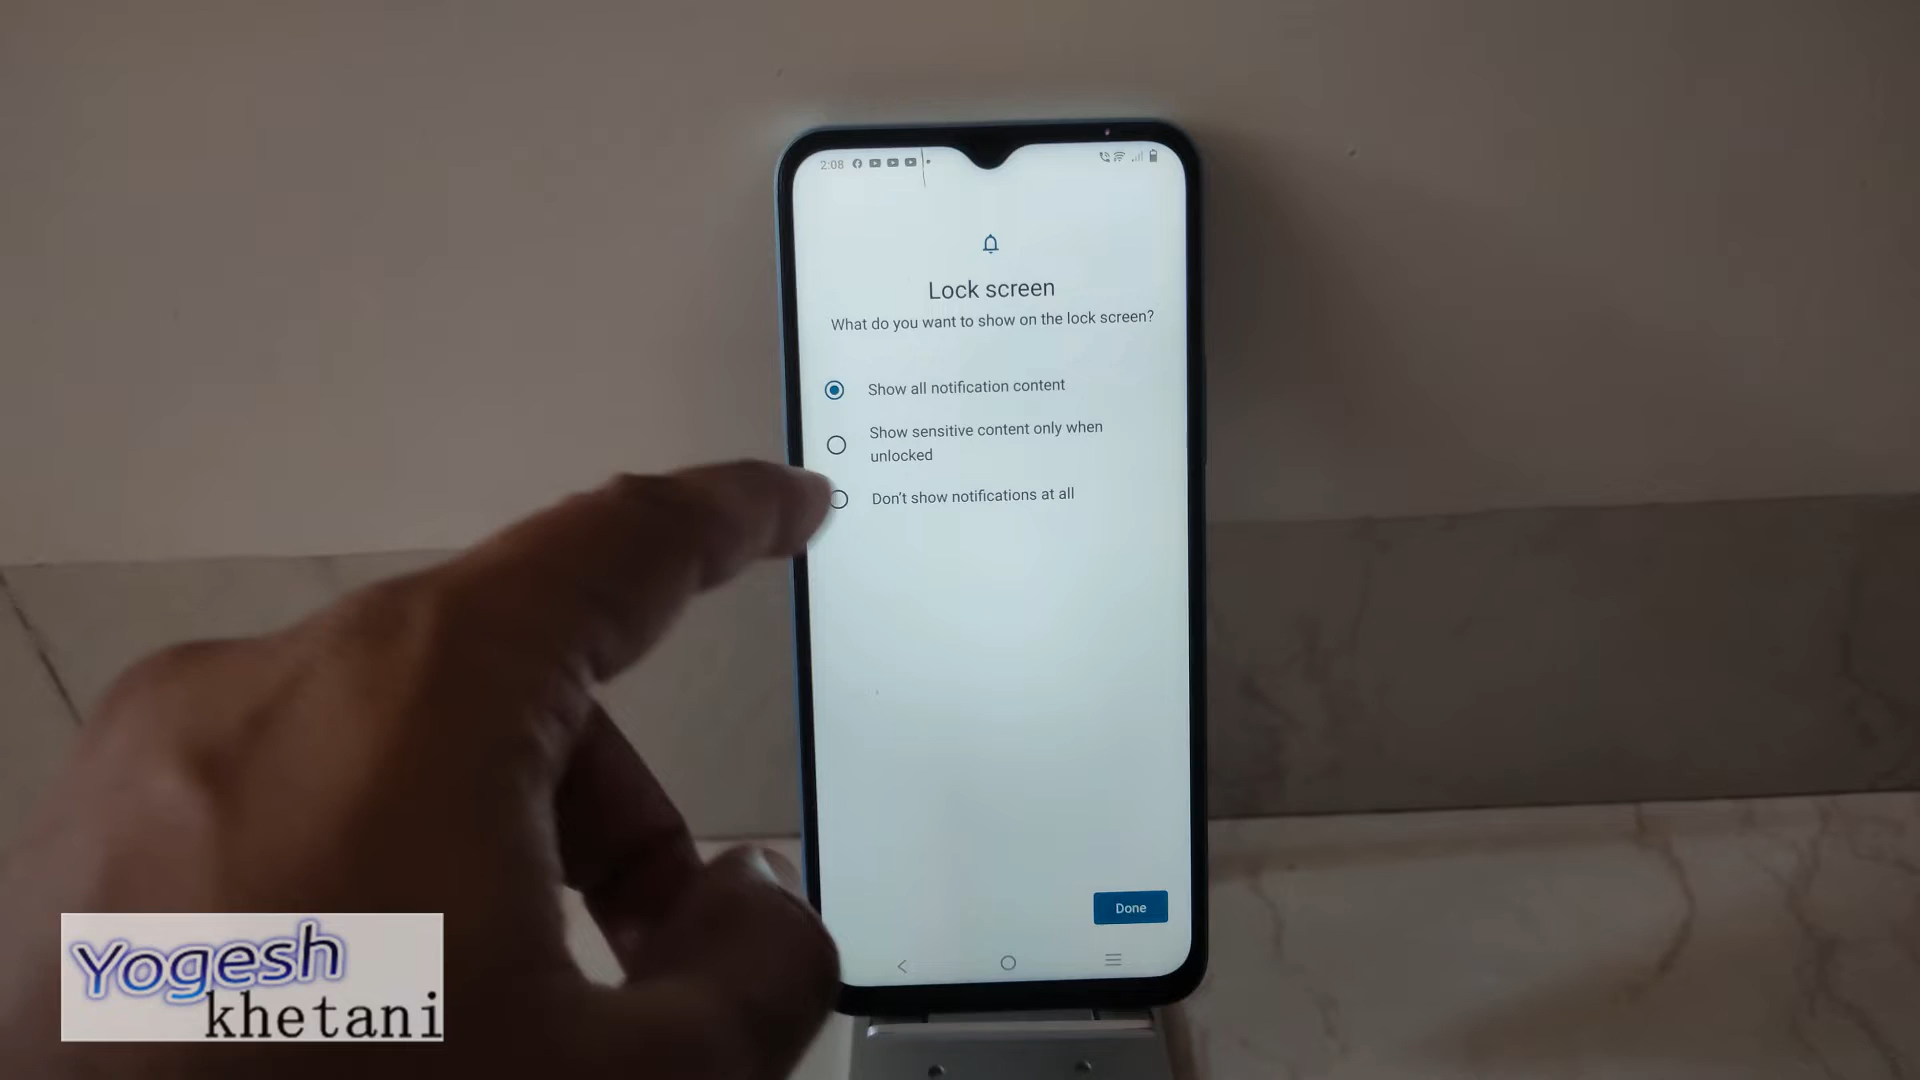 2:08
Lock screen
What do you want to show on the lock screen?
Show all notification content
Show sensitive content only when
unlocked
Don't show notifications at all
Done
Yogesh
khetani